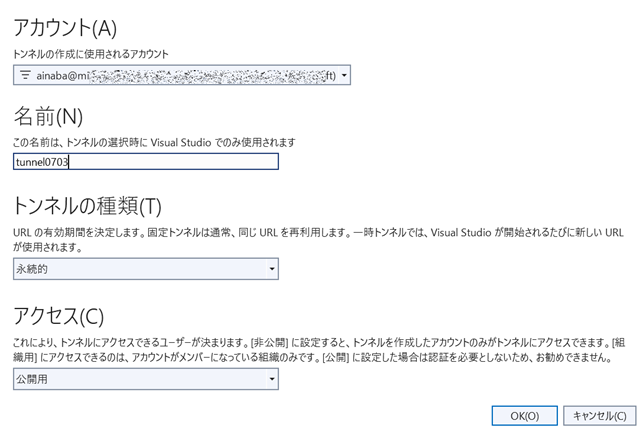 アカウント(A)
トンネルの作成に使用されるアカウント
ainaba@mi ft)
名前(N)
この名前は、トンネルの選択時に Visual Studio でのみ使用されます
tunnel0703
トンネルの種類(T)
URL の有効期間を決定します。固定トンネルは通常、同じ URL を再利用します。一時トンネルでは、Visual Studio が開始されるたびに新しい URL
が使用されます。
永続的
アクセス(C)
これにより、トンネルにアクセスできるユーザーが決まります。[非公開] に設定すると、トンネルを作成したアカウントのみがトンネルにアクセスできます。[組
織用] にアクセスできるのは、アカウントがメンバーになっている組織のみです。[公開] に設定した場合は認証を必要としないため、お勧めできません。
公開用
OK(O) キャンセル(C)